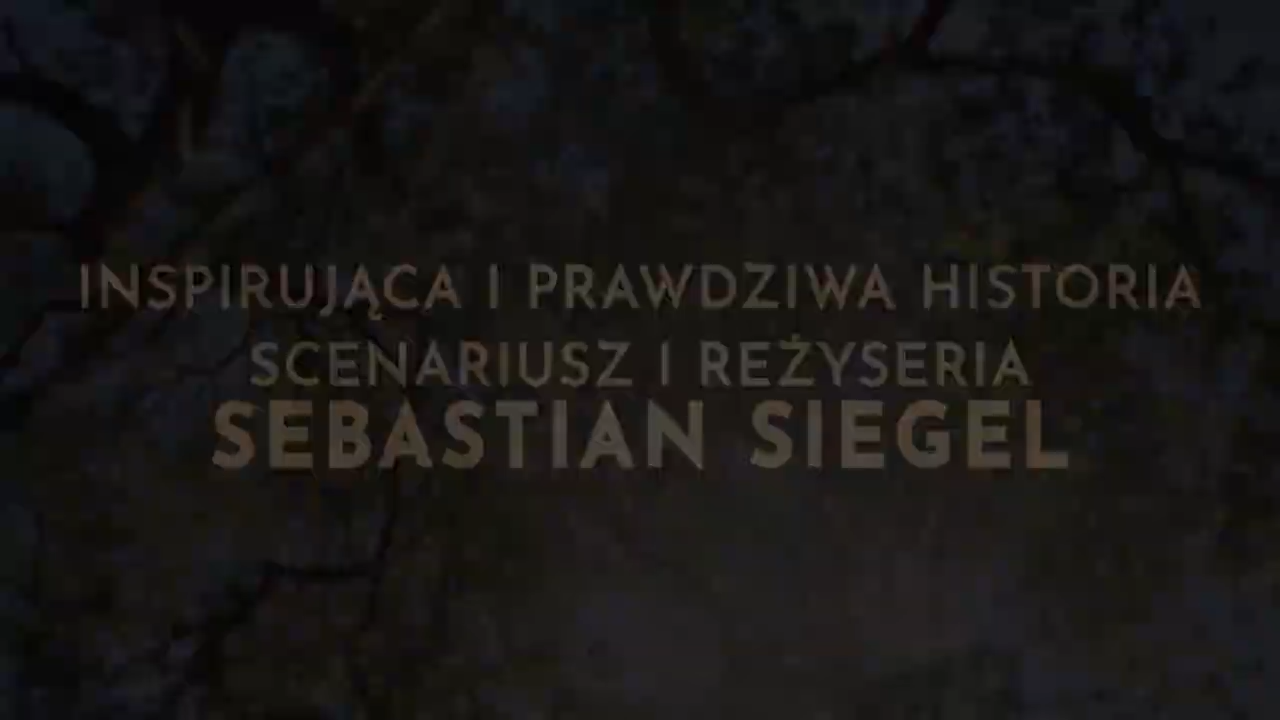 INSPIRUJĄCA I PRAWDZIWA HISTORIA
SCENARIUSZ I REŻYSERIA
SEBASTIAN SIEGEL